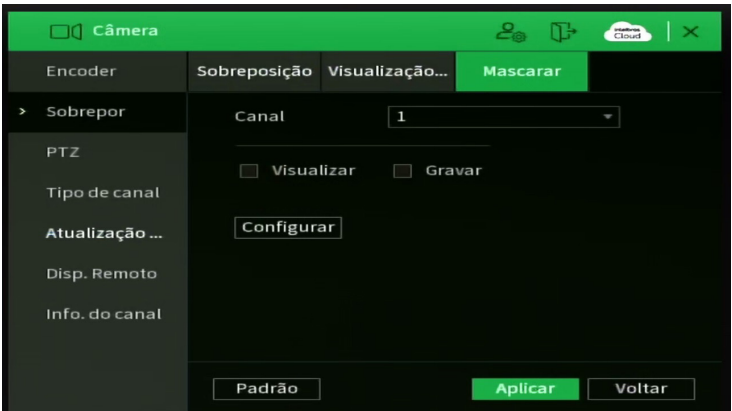 Câmera
intelbras
Cloud
Encoder
Sobrepor
PTZ
Tipo de canal
Atualização ...
Disp. Remoto
Info. do canal
Sobreposição Visualização... Mascarar
Canal 1
Visualizar Gravar
Configurar
Padrão Aplicar Voltar